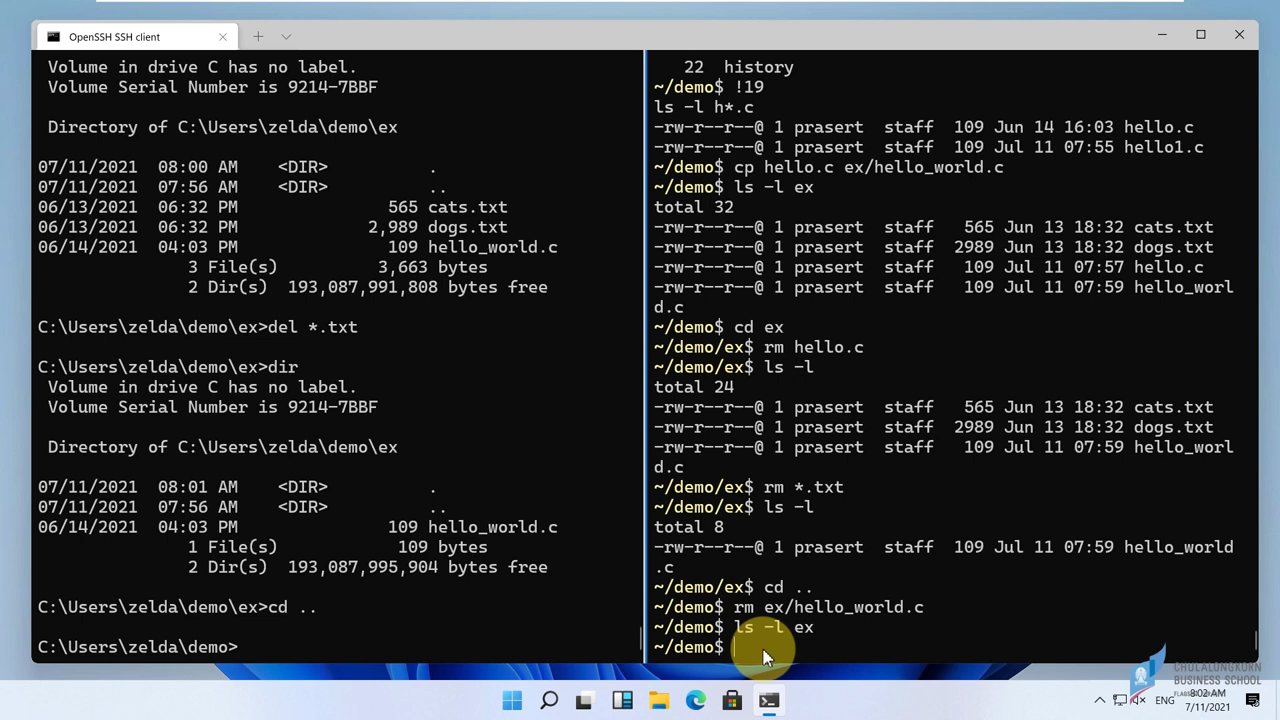 OpenSSH SSH client
Volume in drive C has no label.
Volume Serial Number is 9214-7BBF
Directory of C:\Users\zelda\demo\ex
07/11/2021  08:00 AM    <DIR>          .
07/11/2021  07:56 AM    <DIR>          ..
06/13/2021  06:32 PM               565 cats.txt
06/13/2021  06:32 PM             2,989 dogs.txt
06/14/2021  04:03 PM               109 hello_world.c
3 File(s)          3,663 bytes
2 Dir(s)  193,087,991,808 bytes free
C:\Users\zelda\demo\ex>del *.txt
C:\Users\zelda\demo\ex>dir
Volume in drive C has no label.
Volume Serial Number is 9214-7BBF
Directory of C:\Users\zelda\demo\ex
07/11/2021  08:01 AM    <DIR>          .
07/11/2021  07:56 AM    <DIR>          ..
06/14/2021  04:03 PM               109 hello_world.c
1 File(s)            109 bytes
2 Dir(s)  193,087,995,904 bytes free
C:\Users\zelda\demo\ex>cd ..
C:\Users\zelda\demo>
22  history
~/demo$ !19
ls -l h*.c
-rw-r--r--@ 1 prasert  staff  109 Jun 14 16:03 hello.c
-rw-r--r--@ 1 prasert  staff  109 Jul 11 07:55 hello1.c
~/demo$ cp hello.c ex/hello_world.c
~/demo$ ls -l ex
total 32
-rw-r--r--@ 1 prasert  staff   565 Jun 13 18:32 cats.txt
-rw-r--r--@ 1 prasert  staff  2989 Jun 13 18:32 dogs.txt
-rw-r--r--@ 1 prasert  staff   109 Jul 11 07:57 hello.c
-rw-r--r--@ 1 prasert  staff   109 Jul 11 07:59 hello_worl
d.c
~/demo$ cd ex
~/demo/ex$ rm hello.c
~/demo/ex$ ls -l
total 24
-rw-r--r--@ 1 prasert  staff   565 Jun 13 18:32 cats.txt
-rw-r--r--@ 1 prasert  staff  2989 Jun 13 18:32 dogs.txt
-rw-r--r--@ 1 prasert  staff   109 Jul 11 07:59 hello_worl
d.c
~/demo/ex$ rm *.txt
~/demo/ex$ ls -l
total 8
-rw-r--r--@ 1 prasert  staff  109 Jul 11 07:59 hello_world
.c
~/demo/ex$ cd ..
~/demo$ rm ex/hello_world.c
~/demo$ ls -l ex
~/demo$
CHULALONGKORN
BUSINESS SCHOOL
ENG
8:02 AM
7/11/2021